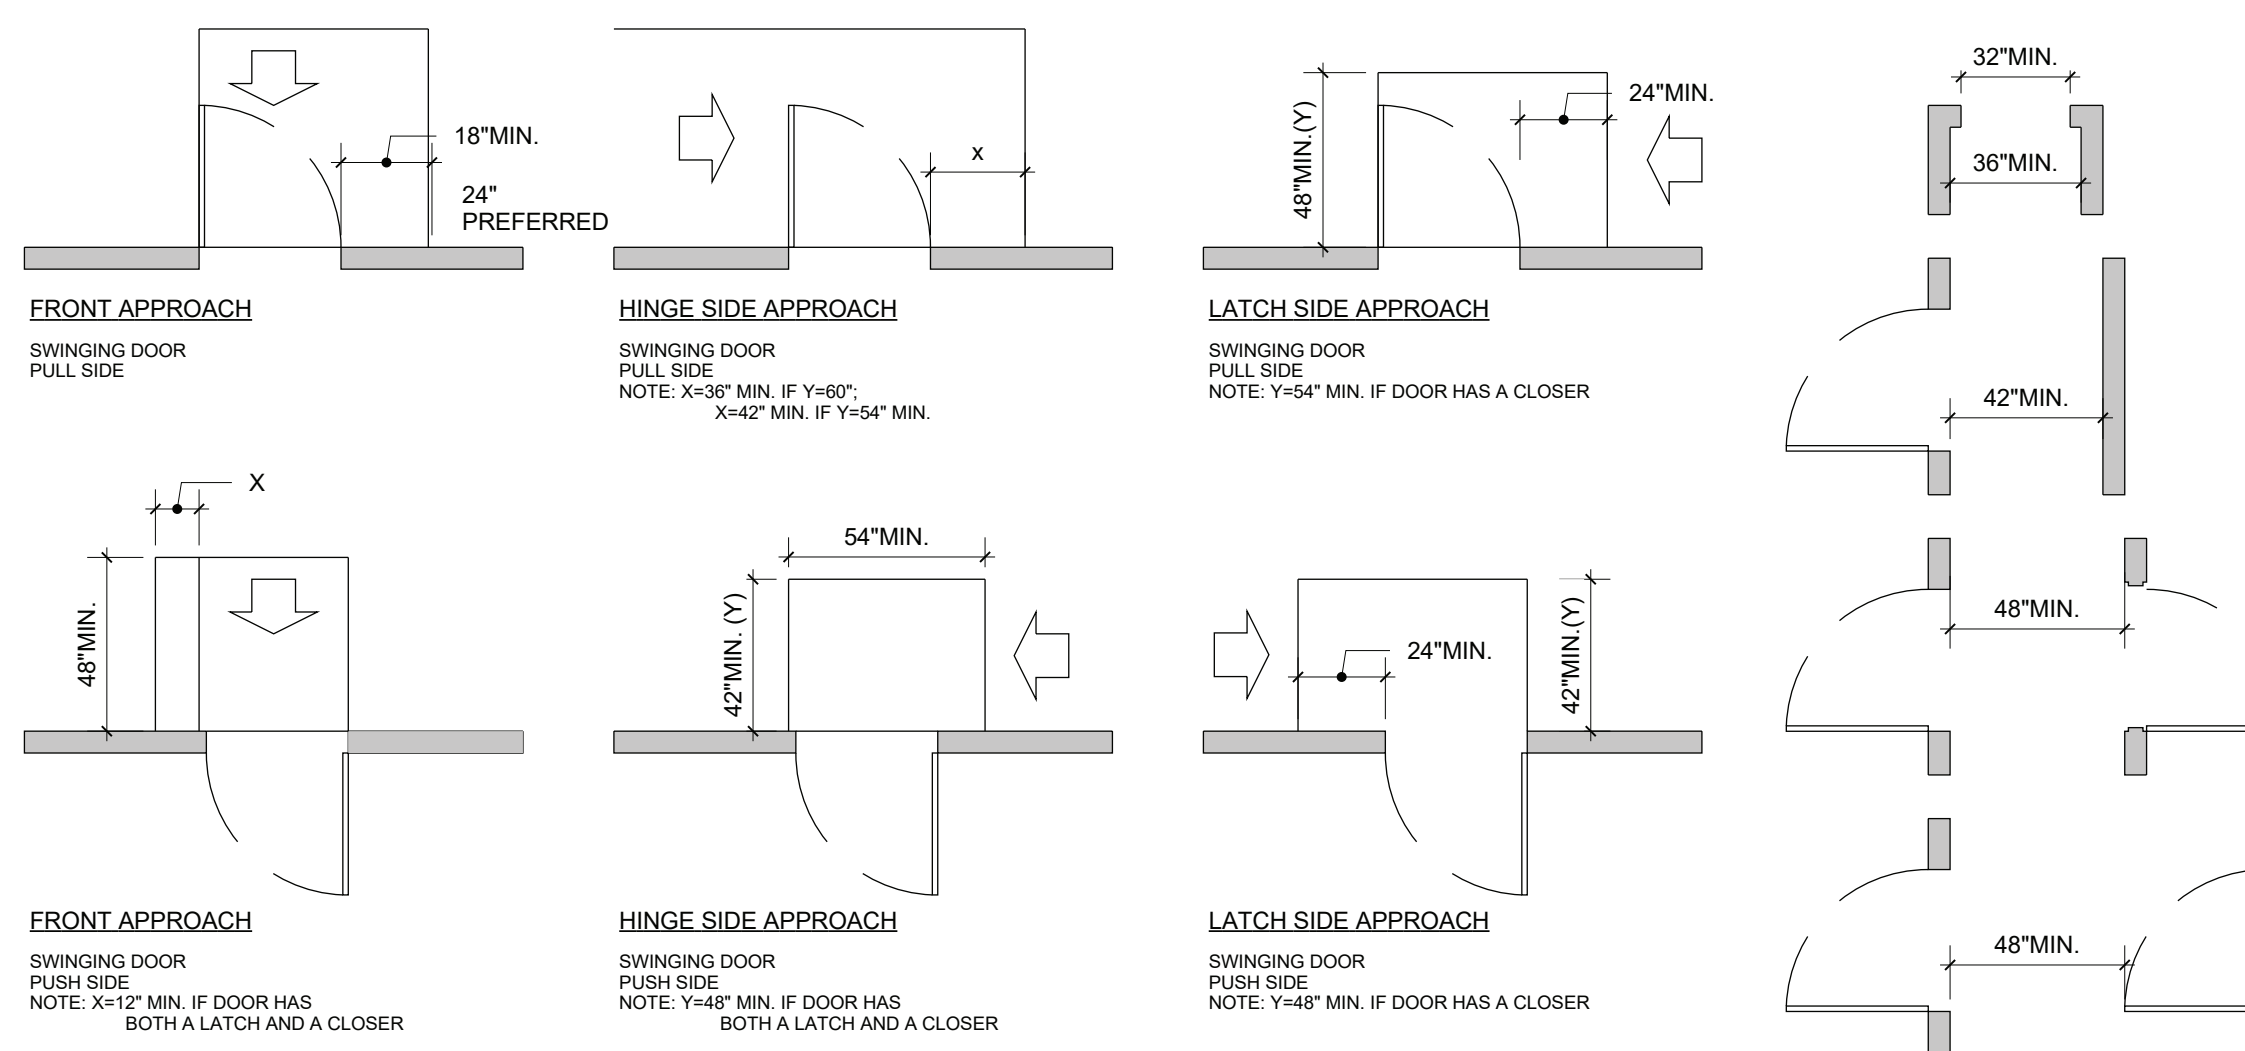 18"MIN.
24"
PREFERRED
FRONT APPROACH
SWINGING DOOR
PULL SIDE
x
HINGE SIDE APPROACH
SWINGING DOOR
PULL SIDE
NOTE: X=36" MIN. IF Y=60";
X=42" MIN. IF Y=54" MIN.
48"MIN.(Y)
24"MIN.
LATCH SIDE APPROACH
SWINGING DOOR
PULL SIDE
NOTE: Y=54" MIN. IF DOOR HAS A CLOSER
32"MIN.
36"MIN.
42"MIN.
48"MIN.
48"MIN.
X
48"MIN.
FRONT APPROACH
SWINGING DOOR
PUSH SIDE
NOTE: X=12" MIN. IF DOOR HAS
BOTH A LATCH AND A CLOSER
54"MIN.
42"MIN. (Y)
HINGE SIDE APPROACH
SWINGING DOOR
PUSH SIDE
NOTE: Y=48" MIN. IF DOOR HAS
BOTH A LATCH AND A CLOSER
24"MIN.
42"MIN.(Y)
LATCH SIDE APPROACH
SWINGING DOOR
PUSH SIDE
NOTE: Y=48" MIN. IF DOOR HAS A CLOSER